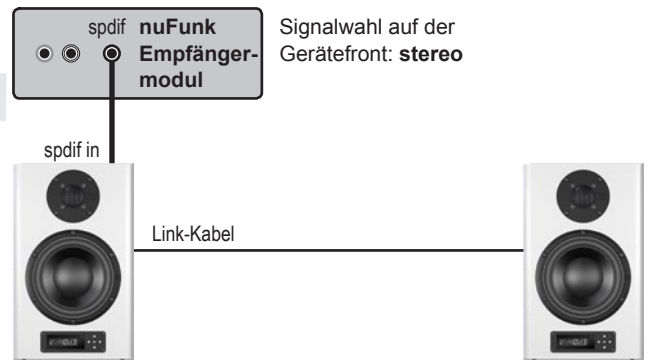 spdif nuFunk
Empfänger-
modul
Signalwahl auf der
Gerätefront: stereo
spdif in
Link-Kabel